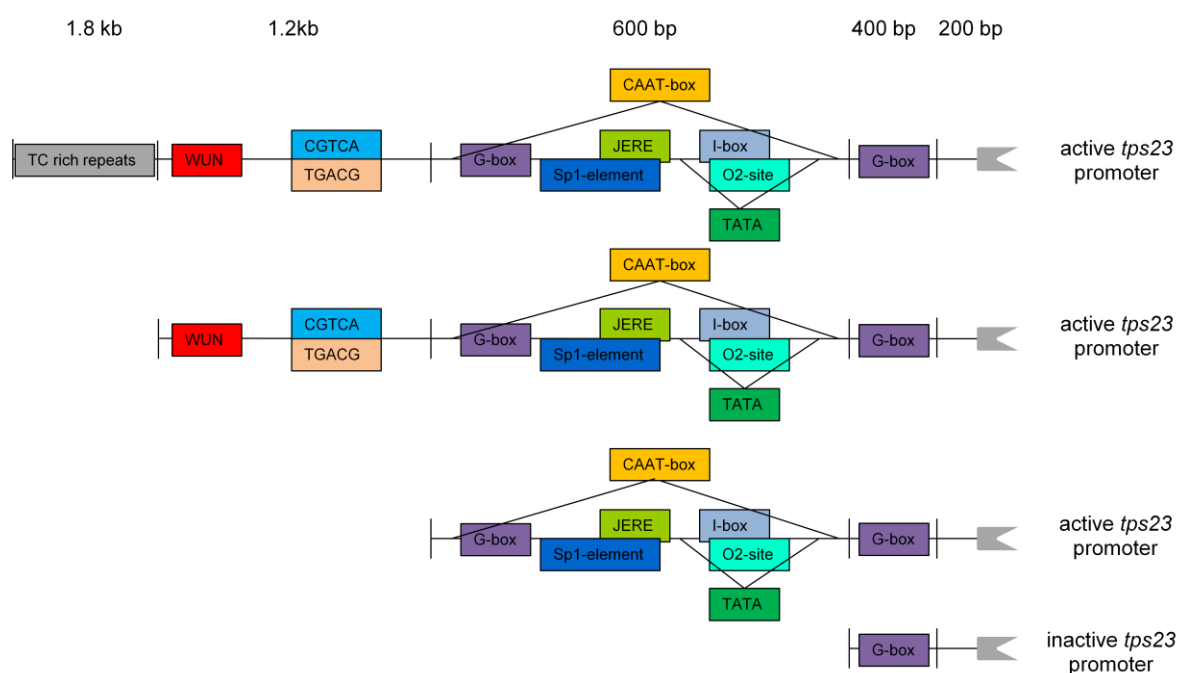 1.8 kb 1.2kb 600 bp 400 bp 200 bp
CAAT-box
CGTCA JERE I-box
TC rich repeats WUN G-box G-box active tps23
TGACG Sp1-element O2-site promoter
TATA
CAAT-box
CGTCA JERE I-box
WUN G-box G-box active tps23
TGACG Sp1-element O2-site promoter
TATA
CAAT-box
JERE I-box
G-box G-box active tps23
Sp1-element O2-site promoter
TATA
G-box inactive tps23
promoter